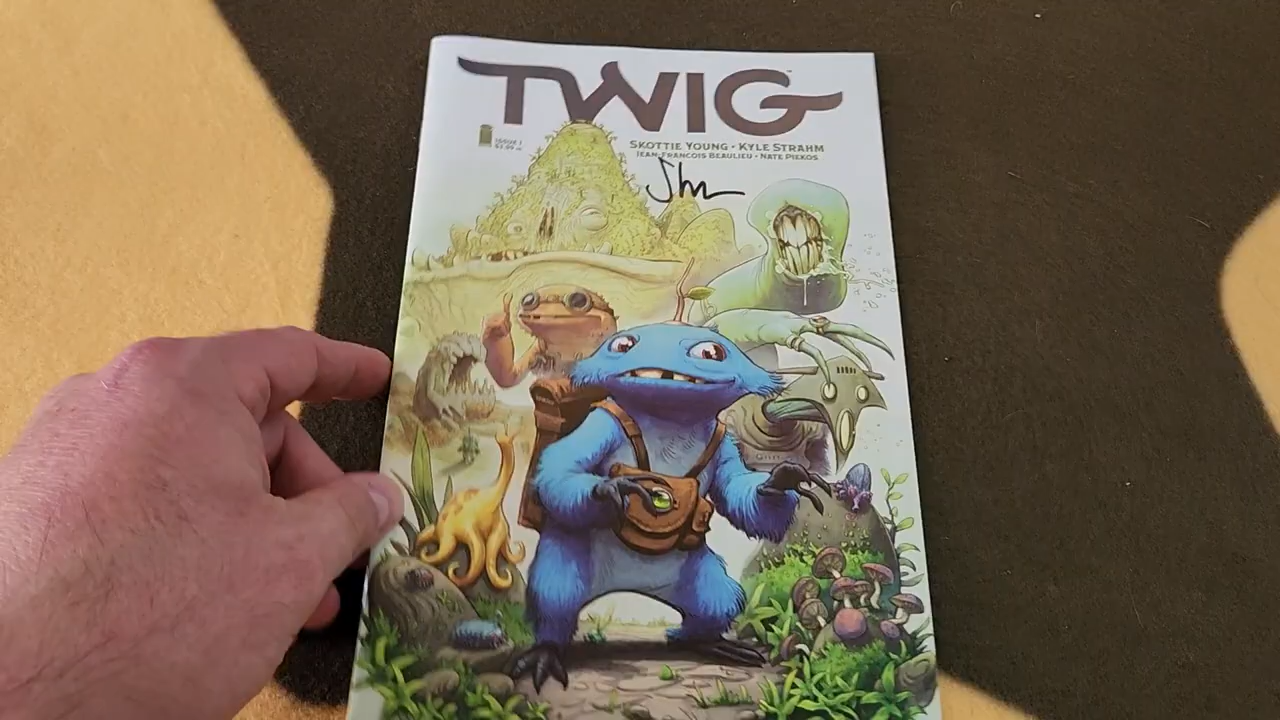 TWIG
ISSUE 1
$3.99
SKOTTIE YOUNG • KYLE STRAHM
JEAN-FRANCOIS BEAULIEU • NATE PIEKOS